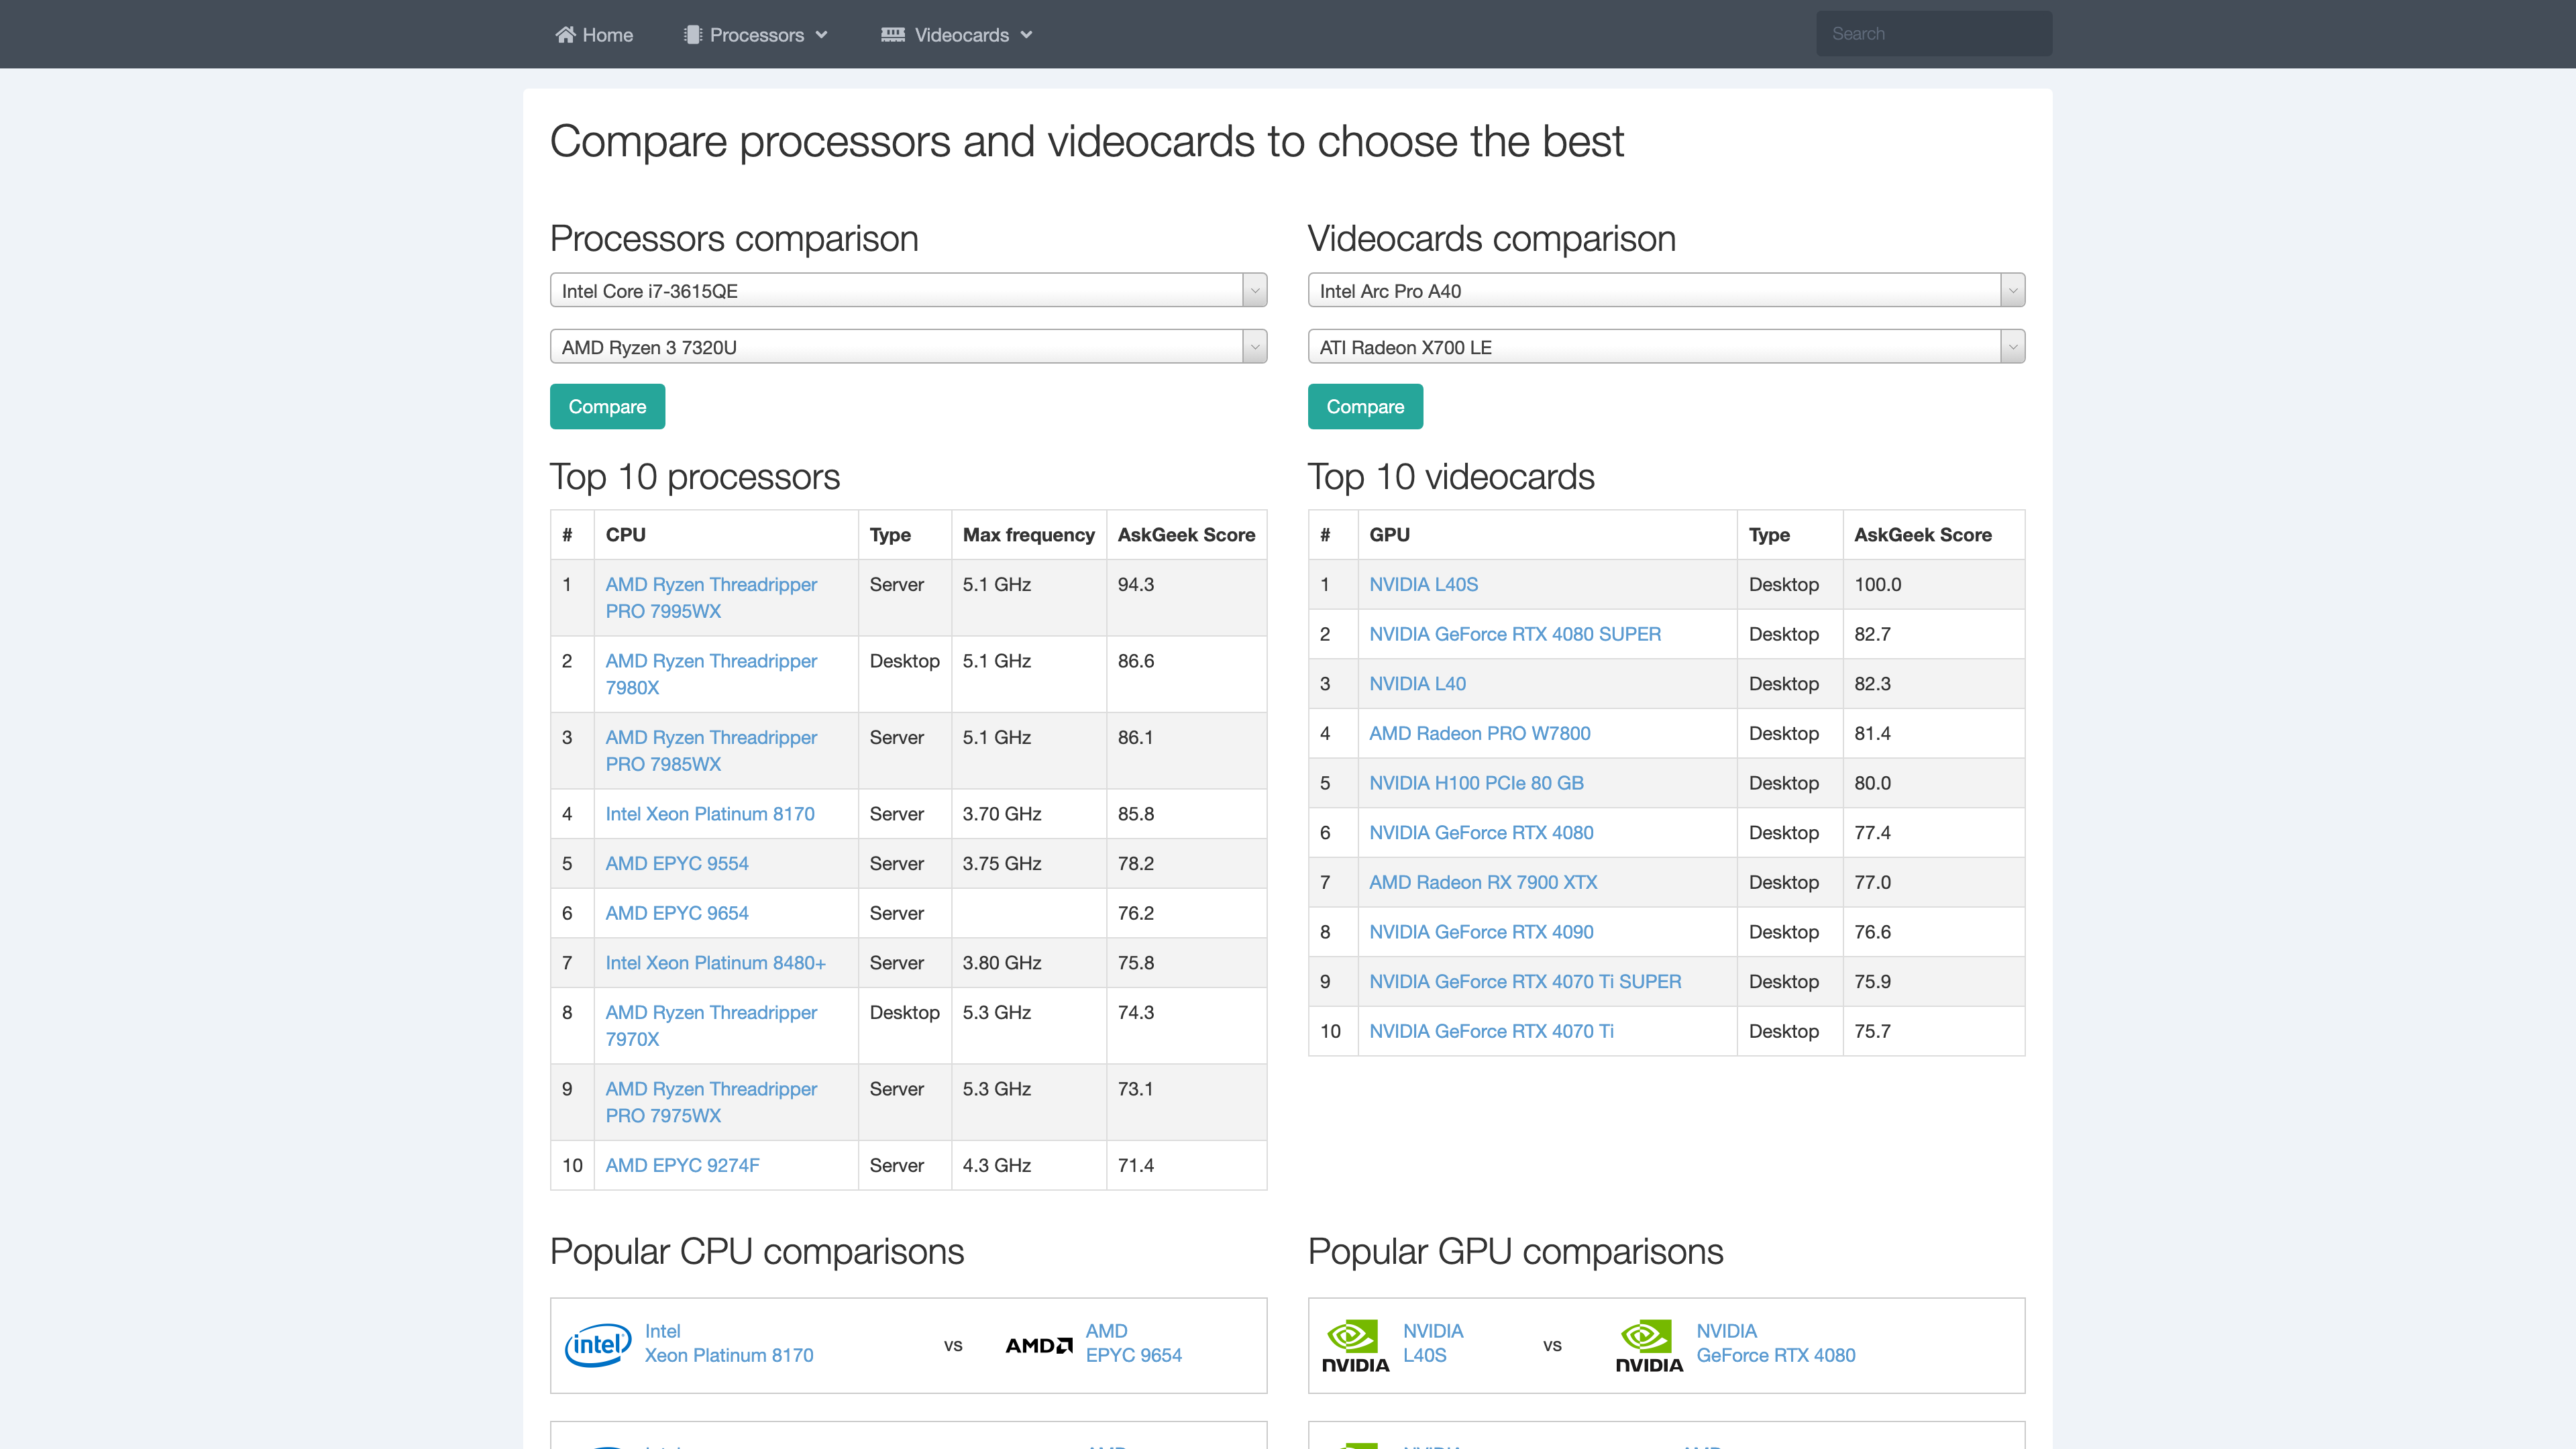 Home
Processors
Videocards
Search
Compare processors and videocards to choose the best
Processors comparison
Intel Core i7-3615QE
AMD Ryzen 3 7320U
Compare
Videocards comparison
Intel Arc Pro A40
ATI Radeon X700 LE
Compare
Top 10 processors
# CPU Type Max frequency AskGeek Score
1 AMD Ryzen Threadripper Server 5.1 GHz 94.3
PRO 7995WX
2 AMD Ryzen Threadripper Desktop 5.1 GHz 86.6
7980X
3 AMD Ryzen Threadripper Server 5.1 GHz 86.1
PRO 7985WX
4 Intel Xeon Platinum 8170 Server 3.70 GHz 85.8
5 AMD EPYC 9554 Server 3.75 GHz 78.2
6 AMD EPYC 9654 Server 76.2
7 Intel Xeon Platinum 8480+ Server 3.80 GHz 75.8
8 AMD Ryzen Threadripper Desktop 5.3 GHz 74.3
7970X
9 AMD Ryzen Threadripper Server 5.3 GHz 73.1
PRO 7975WX
10 AMD EPYC 9274F Server 4.3 GHz 71.4
Top 10 videocards
# GPU Type AskGeek Score
1 NVIDIA L40S Desktop 100.0
2 NVIDIA GeForce RTX 4080 SUPER Desktop 82.7
3 NVIDIA L40 Desktop 82.3
4 AMD Radeon PRO W7800 Desktop 81.4
5 NVIDIA H100 PCIe 80 GB Desktop 80.0
6 NVIDIA GeForce RTX 4080 Desktop 77.4
7 AMD Radeon RX 7900 XTX Desktop 77.0
8 NVIDIA GeForce RTX 4090 Desktop 76.6
9 NVIDIA GeForce RTX 4070 Ti SUPER Desktop 75.9
10 NVIDIA GeForce RTX 4070 Ti Desktop 75.7
Popular CPU comparisons
intel
Intel
Xeon Platinum 8170
vs
AMD
AMD
EPYC 9654
Popular GPU comparisons
NVIDIA
NVIDIA
L40S
vs
NVIDIA
NVIDIA
GeForce RTX 4080